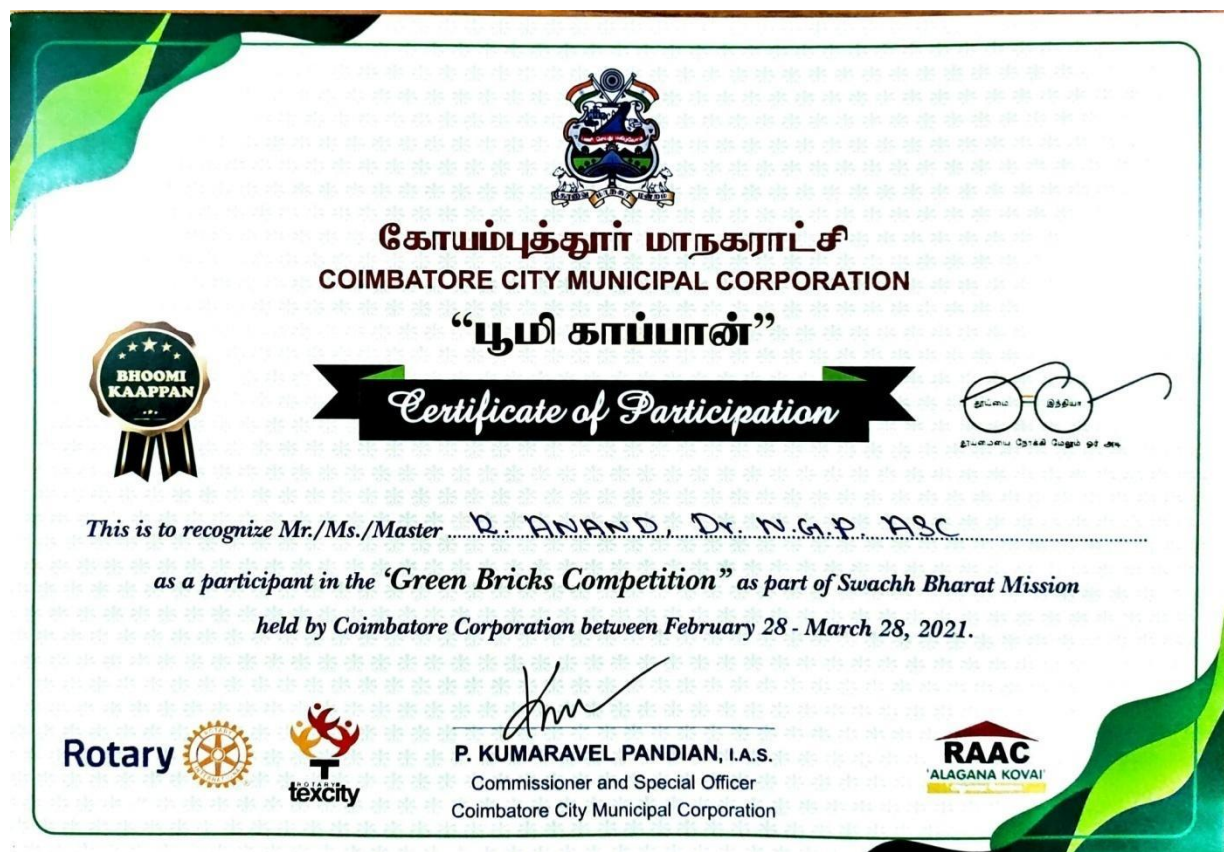 கோயம்புத்தூர் மாநகராட்சி
COIMBATORE CITY MUNICIPAL CORPORATION
“பூமி காப்பான்”
BHOOMI
KAAPPAN
Certificate of Participation
தூய்மை இந்தியா
தூய்மையை நோக்கி மேலும் ஓர் அடி
This is to recognize Mr./Ms./Master R. ANAND, Dr. N.G.P. ASC
as a participant in the ‘Green Bricks Competition” as part of Swachh Bharat Mission
held by Coimbatore Corporation between February 28 - March 28, 2021.
Rotary
ROTARY
texcity
P. KUMARAVEL PANDIAN, I.A.S.
Commissioner and Special Officer
Coimbatore City Municipal Corporation
RAAC
'ALAGANA KOVAI'